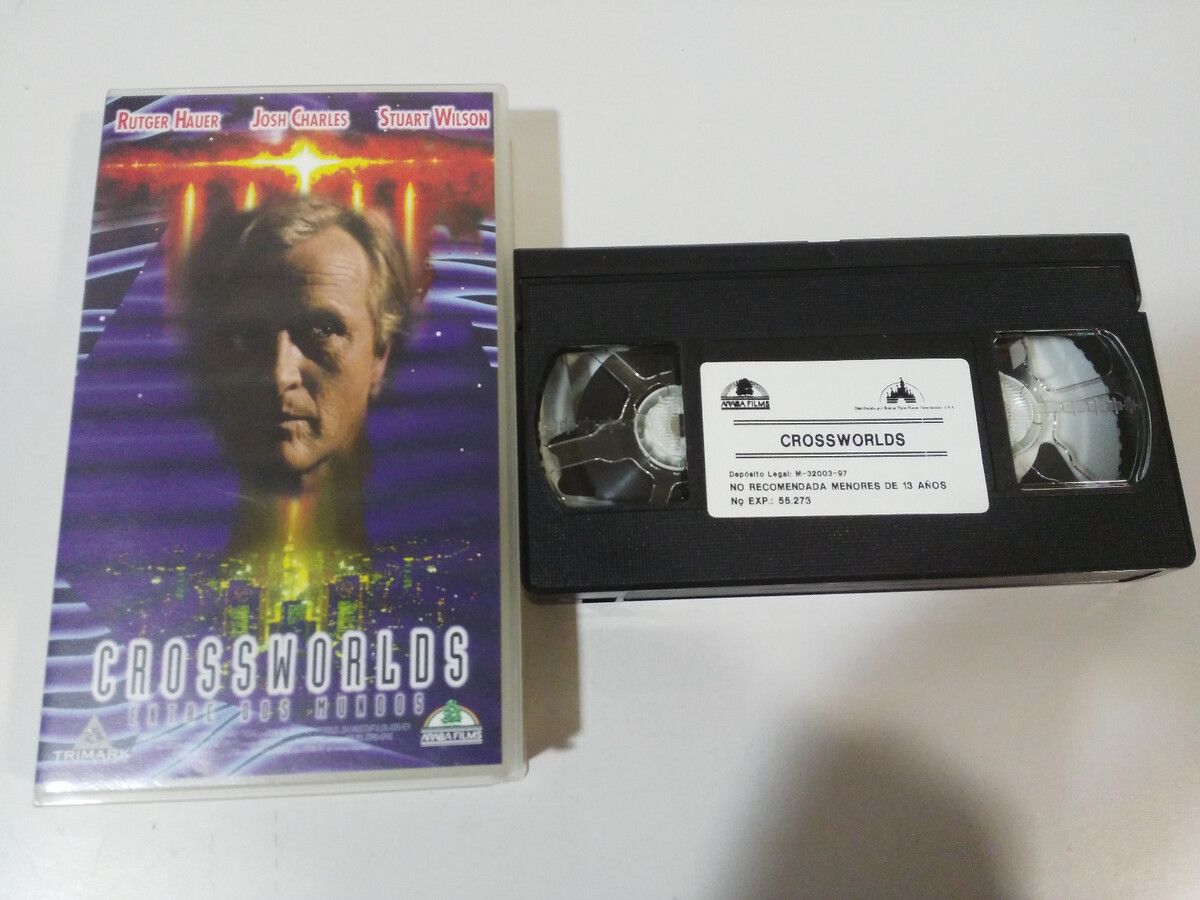 RUTGER HAUER JOSH CHARLES STUART WILSON
CROSSWORLDS
ENTRE DOS MUNDOS
TRIMARK
ARABA FILMS
ARABA FILMS
CROSSWORLDS
Depósito Legal: M-32003-97
NO RECOMENDADA MENORES DE 13 AÑOS
Nº EXP.: 55.273